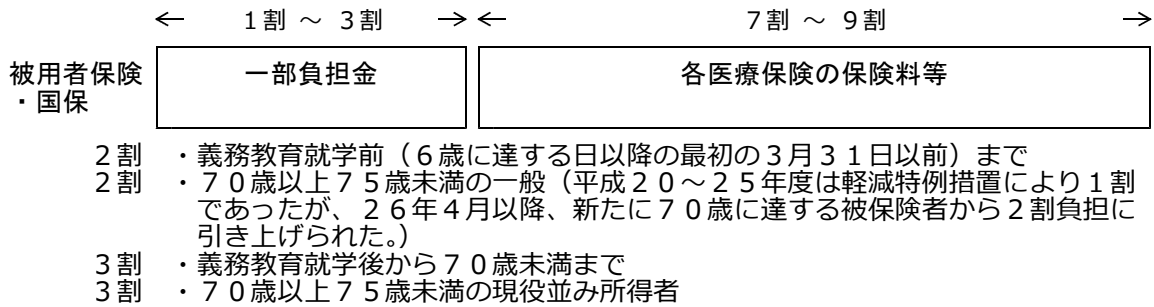 ← 1割 ～ 3割 → ← 7割 ～ 9割 →
被用者保険 一部負担金 各医療保険の保険料等
・国保
2割 ・義務教育就学前（6歳に達する日以降の最初の3月31日以前）まで
2割 ・70歳以上75歳未満の一般（平成20～25年度は軽減特例措置により1割
であったが、26年4月以降、新たに70歳に達する被保険者から2割負担に
引き上げられた。）
3割 ・義務教育就学後から70歳未満まで
3割 ・70歳以上75歳未満の現役並み所得者